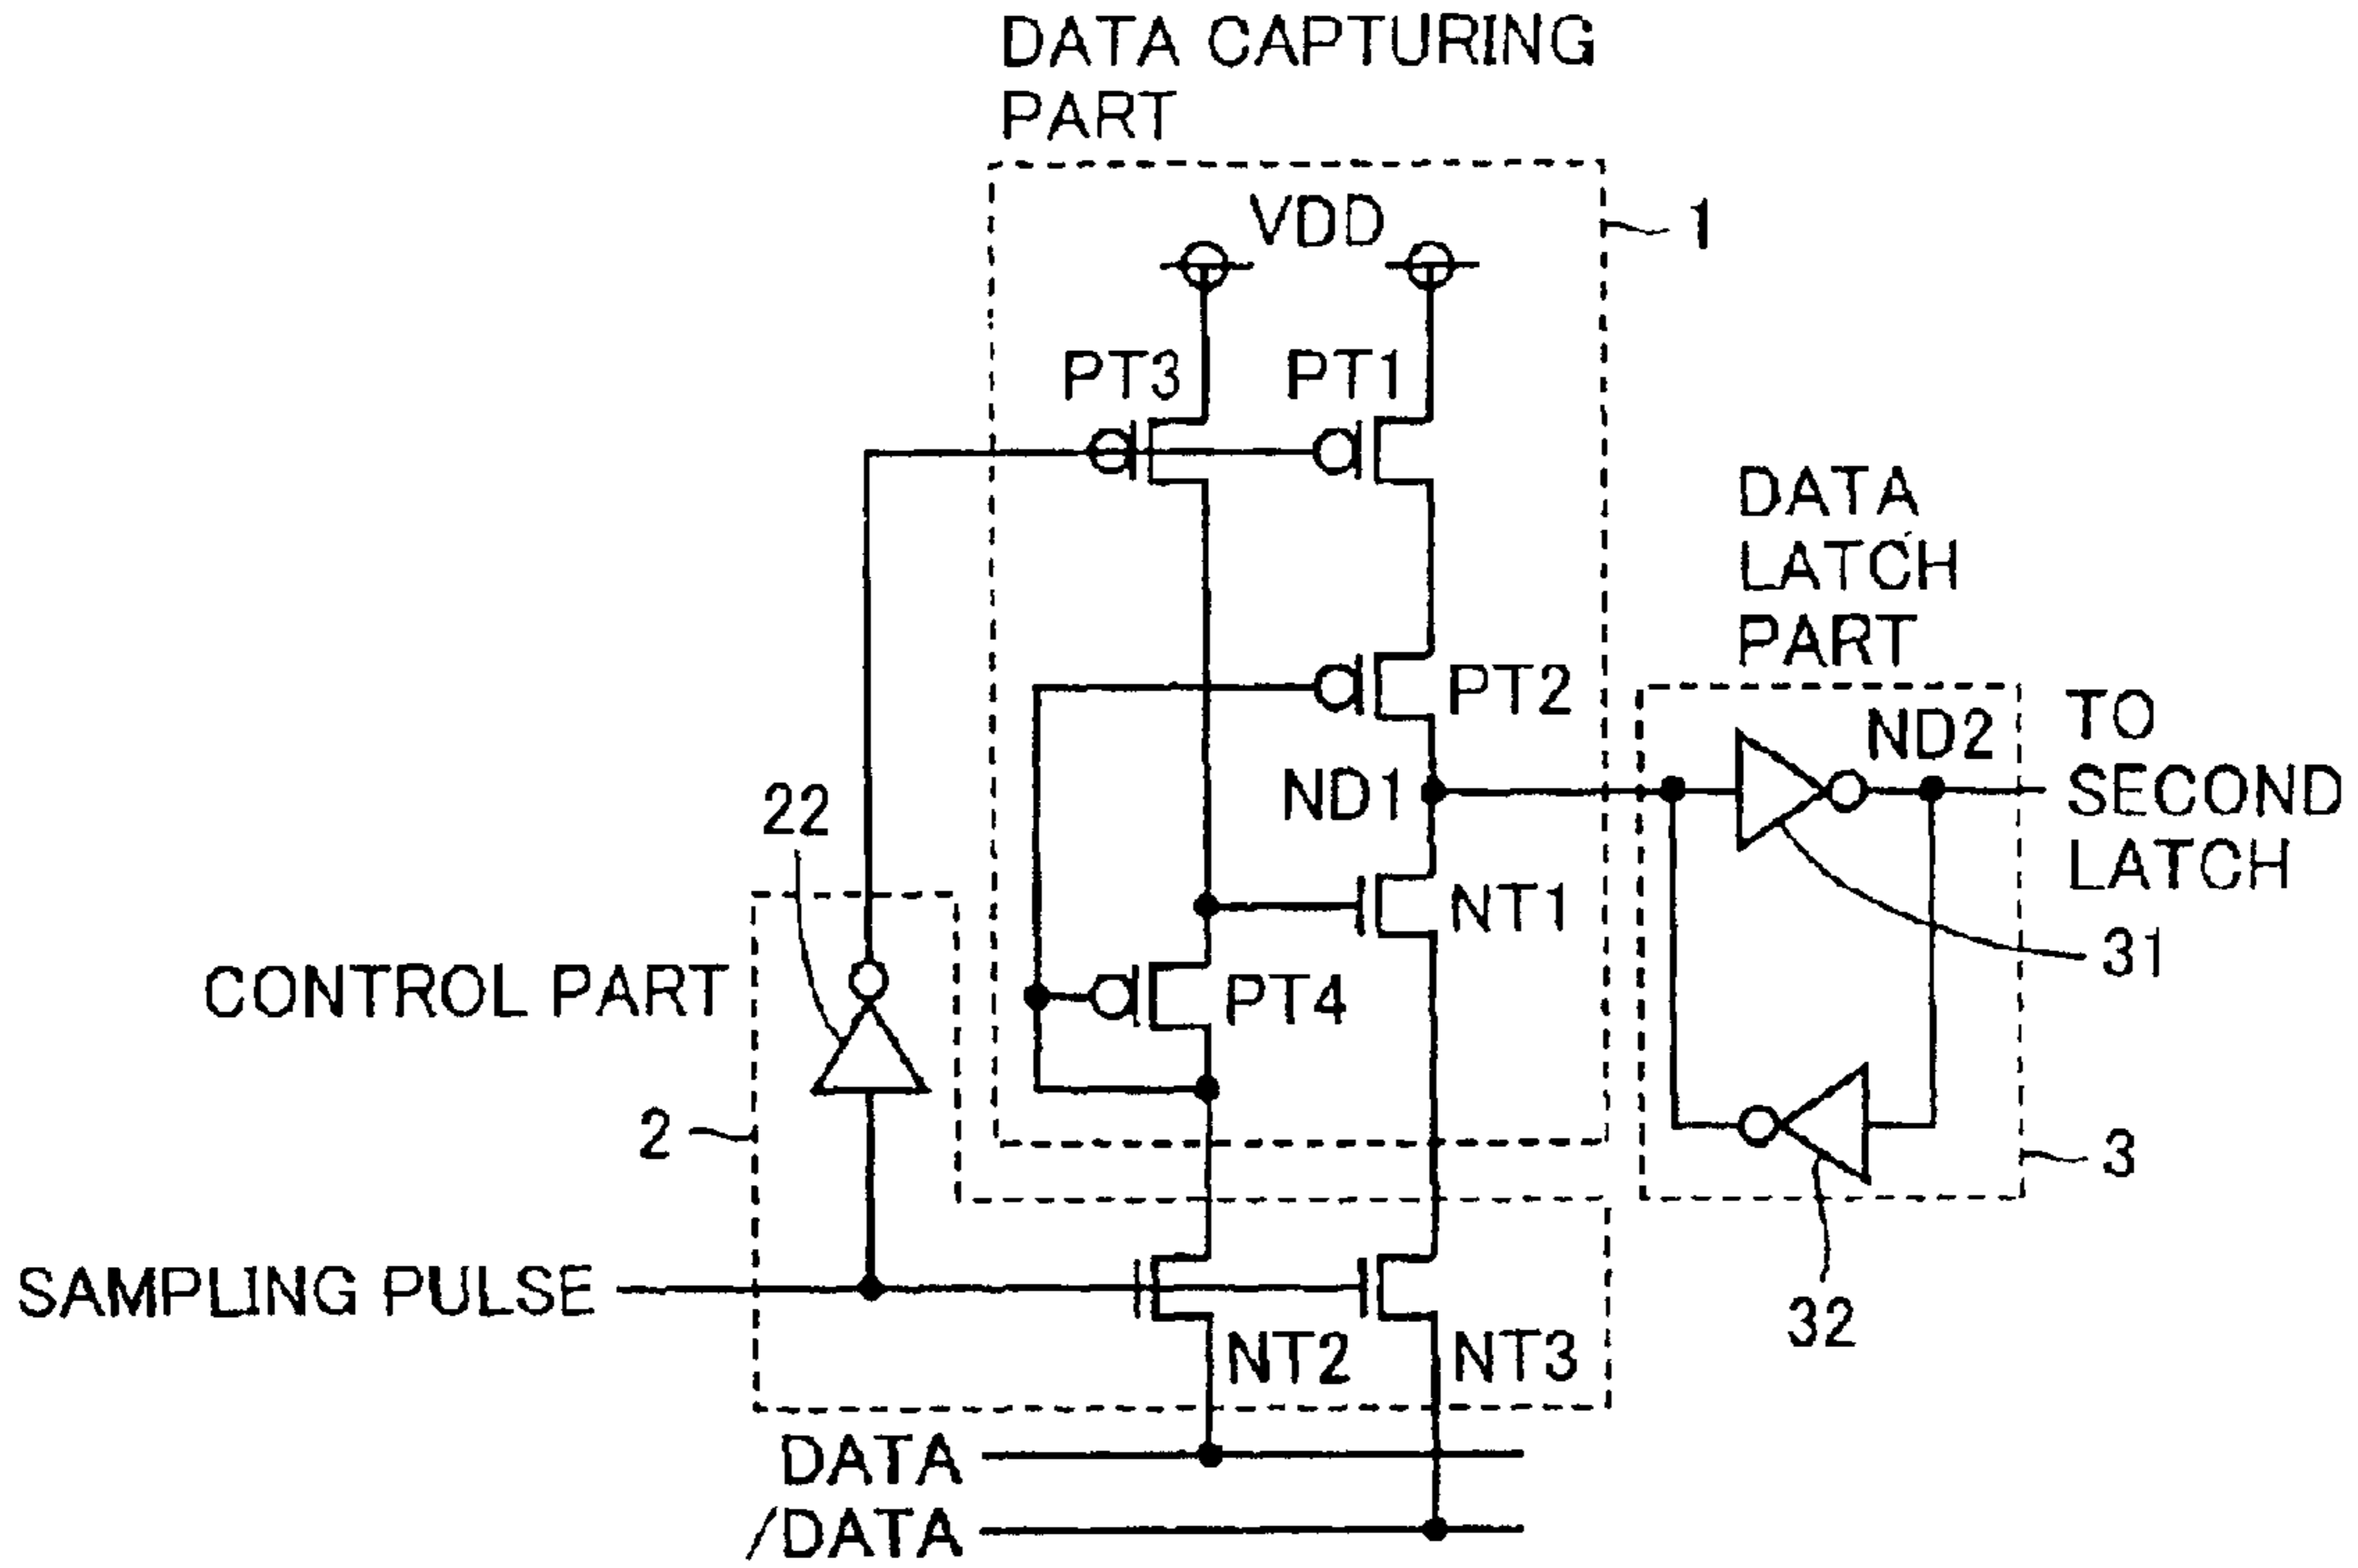 DATA CAPTURING
PART
VDD
1
PT3
PT1
DATA
LATCH
PART
PT2
ND2
TO
SECOND
LATCH
ND1
22
NT1
31
CONTROL PART
PT4
2
3
SAMPLING PULSE
32
NT2
NT3
DATA
/DATA